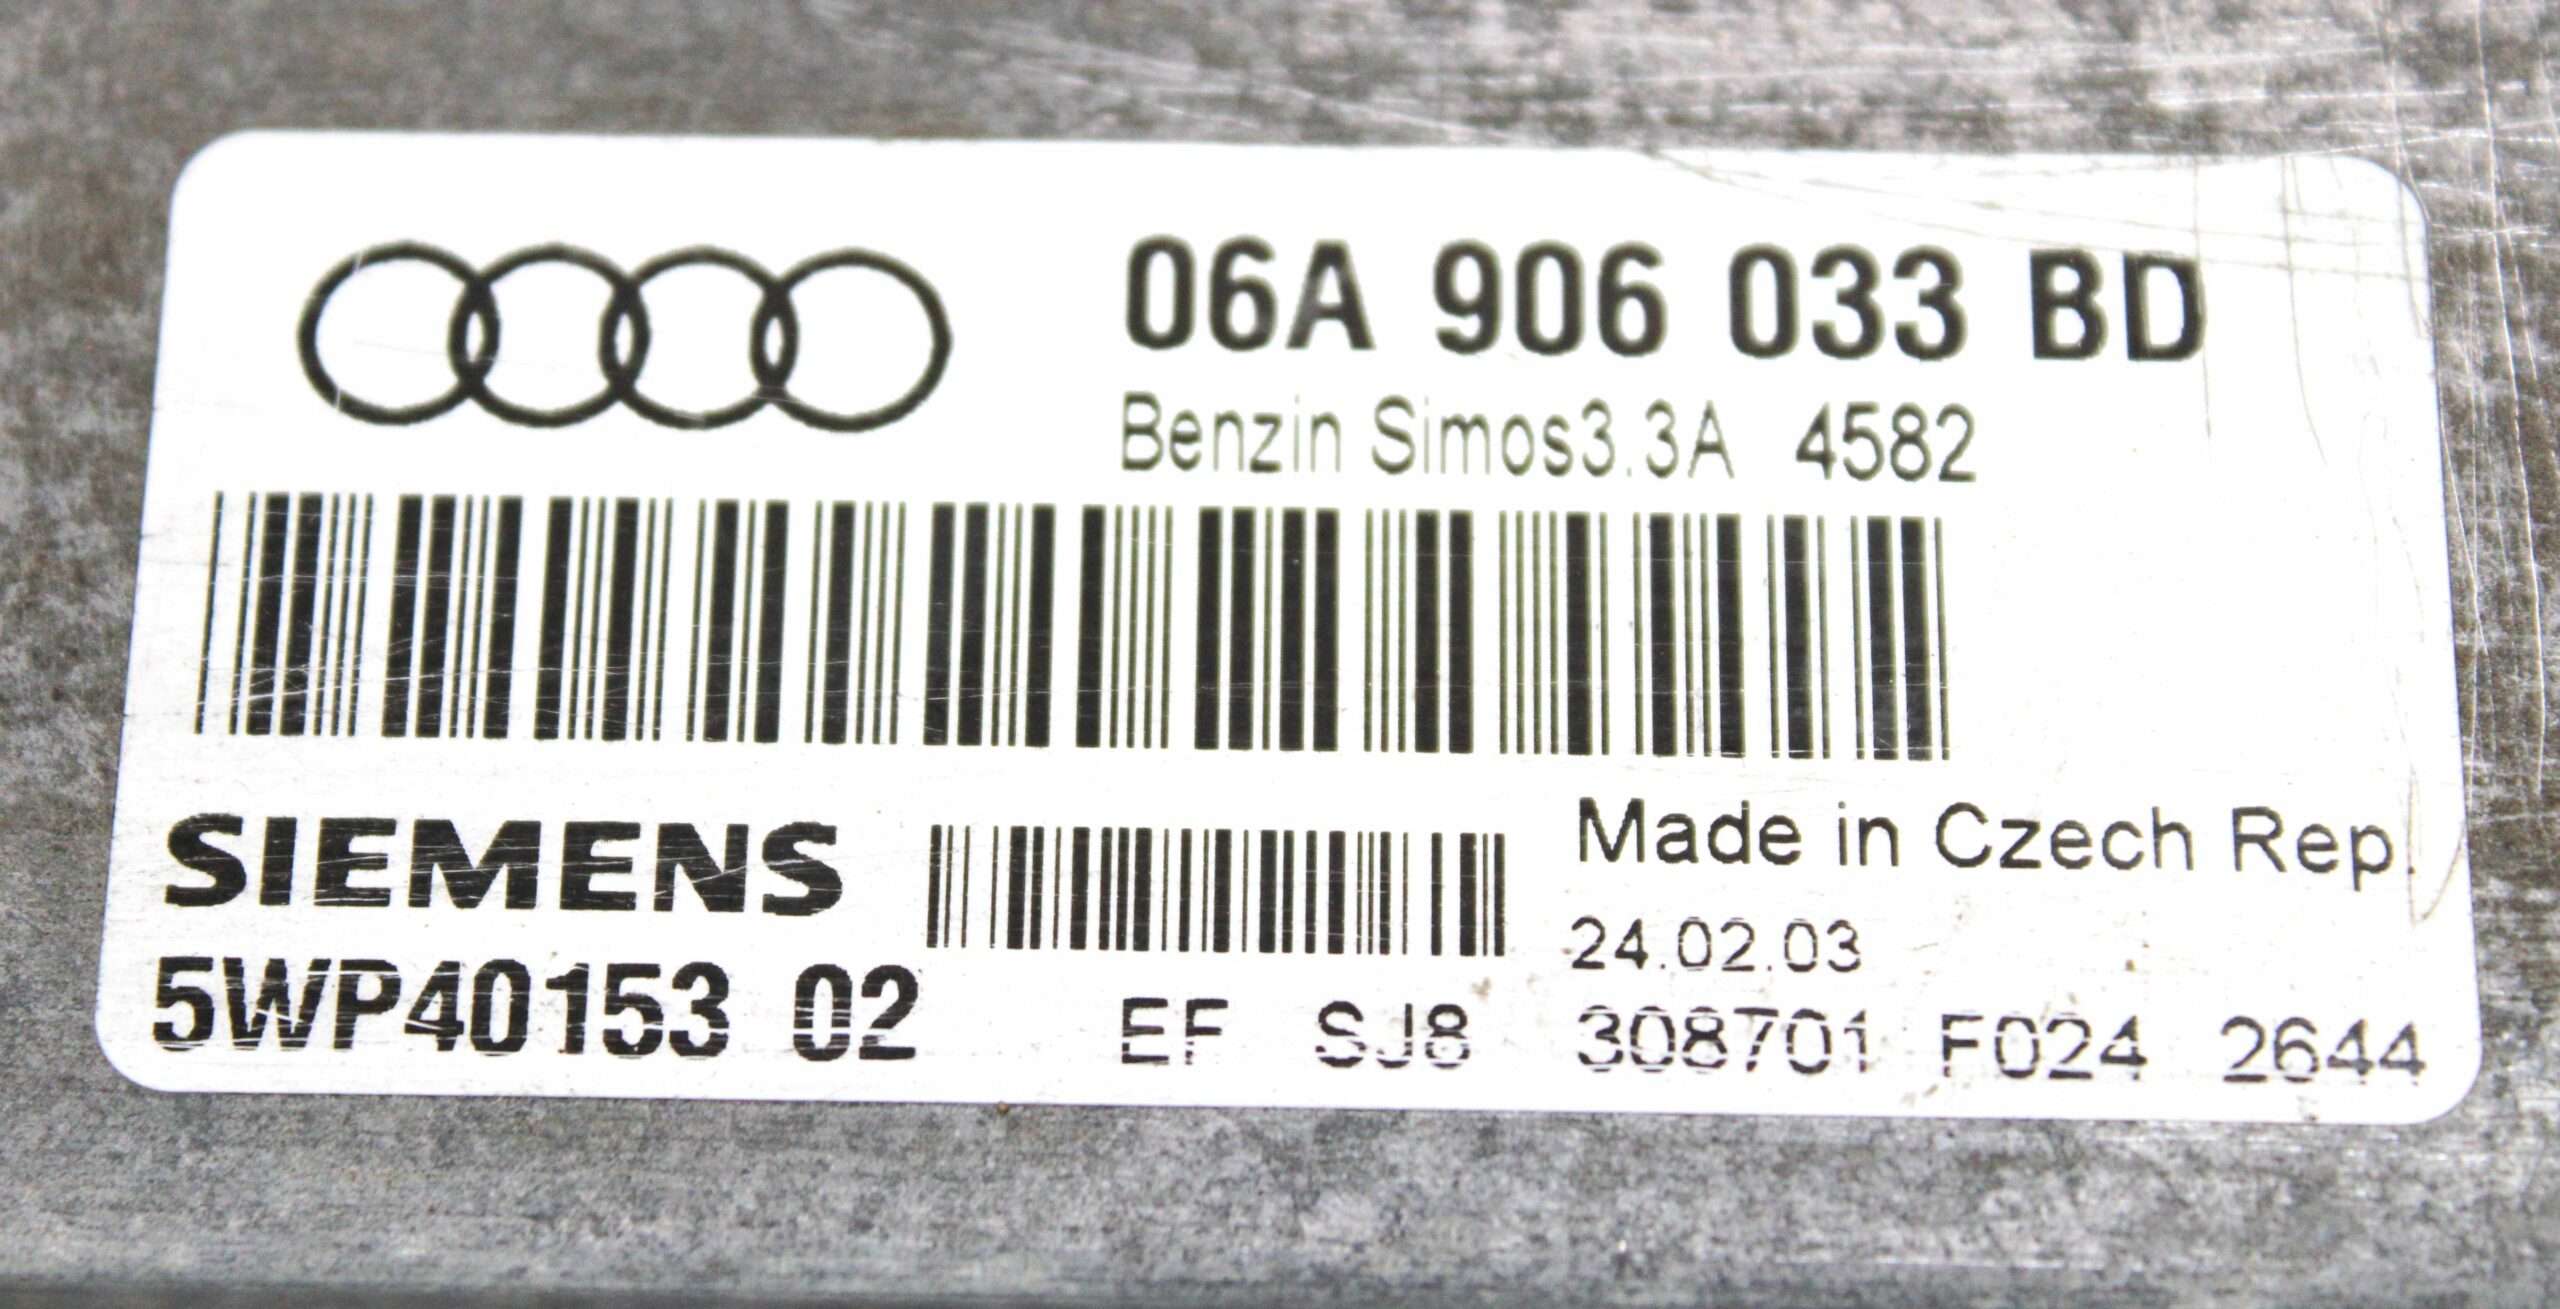 06A 906 033 BD
Benzin Simos3.3A 4582
SIEMENS
Made in Czech Rep.
24.02.03
5WP40153 02
EF SJ8 308701 F024 2644